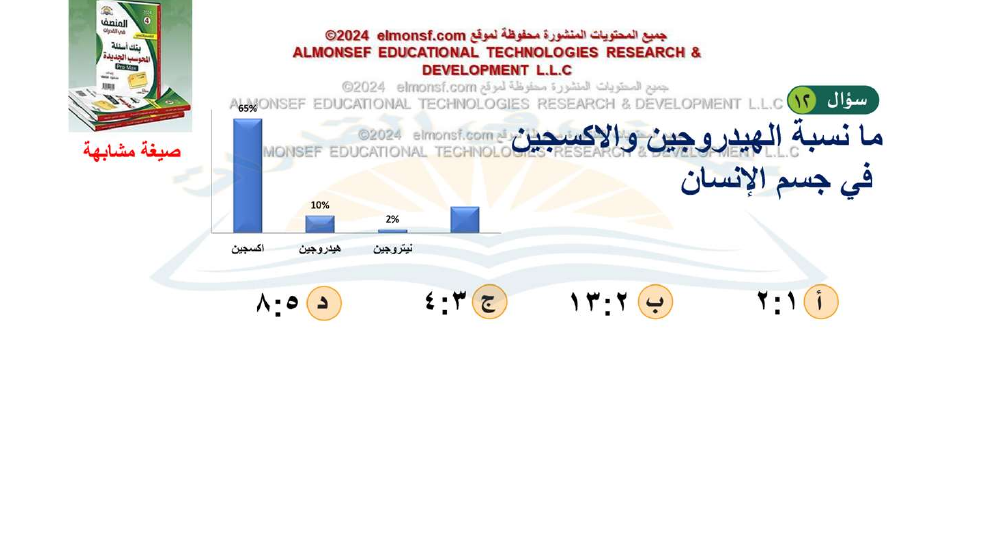 جميع المحتويات المنشورة محفوظة لموقع elmonsf.com ©2024
ALMONSEF EDUCATIONAL TECHNOLOGIES RESEARCH &
DEVELOPMENT L.L.C
جميع المحتويات المنشورة محفوظة لموقع elmonsf.com ©2024
ALMONSEF EDUCATIONAL TECHNOLOGIES RESEARCH & DEVELOPMENT L.L.C
المنصف
في القدرات
4
بنك أسئلة
المحوسب الجديدة
صيغة مشابهة
سؤال ١٢
ما نسبة الهيدروجين والاكسجين
في جسم الإنسان
65%
10%
2%
اكسجين
هيدروجين
نيتروجين
أ ٢:١
ب ١٣:٢
ج ٤:٣
د ٨:٥